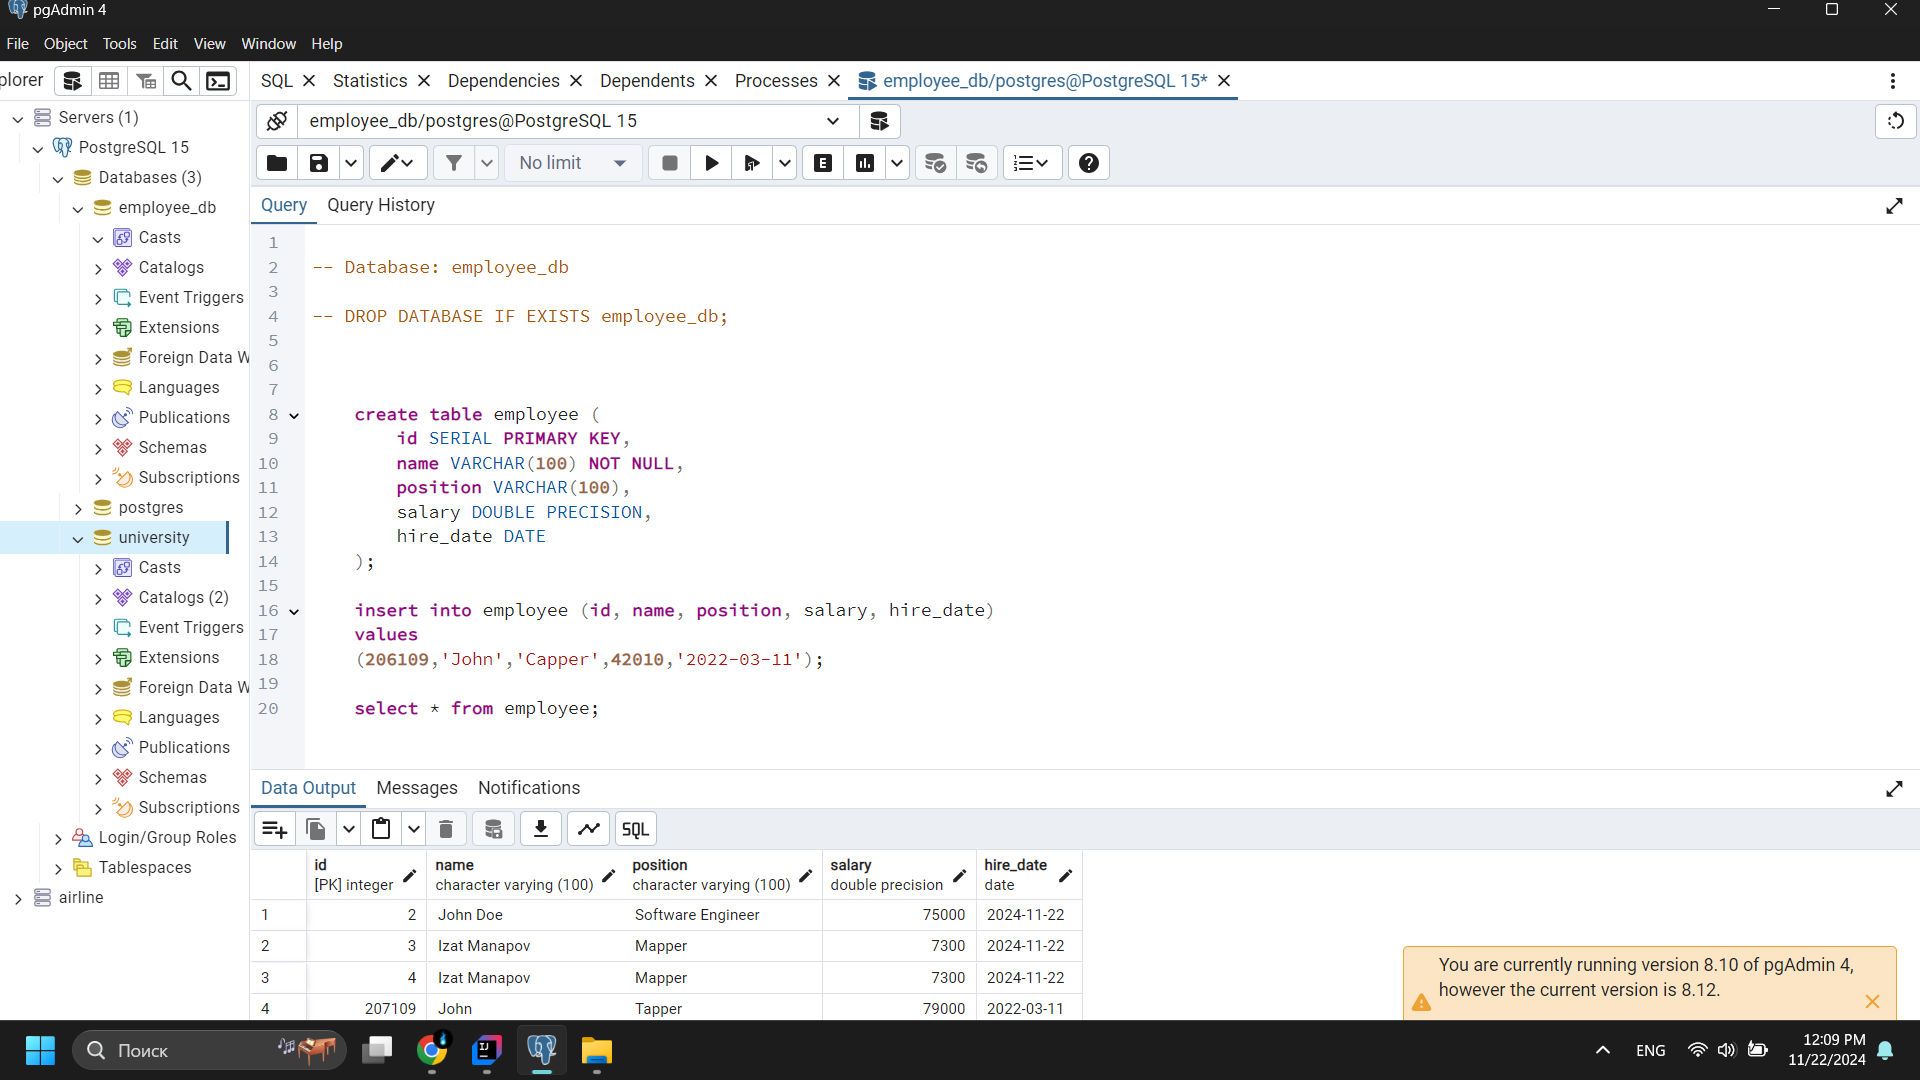 pgAdmin 4
File Object Tools Edit View Window Help
plorer
SQL Statistics Dependencies Dependents Processes employee_db/postgres@PostgreSQL 15*
Servers (1)
PostgreSQL 15
Databases (3)
employee_db
Casts
Catalogs
Event Triggers
Extensions
Foreign Data W
Languages
Publications
Schemas
Subscriptions
postgres
university
Casts
Catalogs (2)
Event Triggers
Extensions
Foreign Data W
Languages
Publications
Schemas
Subscriptions
Login/Group Roles
Tablespaces
airline
employee_db/postgres@PostgreSQL 15
No limit E
Query Query History
1
2 -- Database: employee_db
3
4 -- DROP DATABASE IF EXISTS employee_db;
5
6
7
8 create table employee (
9 id SERIAL PRIMARY KEY,
10 name VARCHAR(100) NOT NULL,
11 position VARCHAR(100),
12 salary DOUBLE PRECISION,
13 hire_date DATE
14 );
15
16 insert into employee (id, name, position, salary, hire_date)
17 values
18 (206109,'John','Capper',42010,'2022-03-11');
19
20 select * from employee;
Data Output Messages Notifications
SQL
id name position salary hire_date
[PK] integer character varying (100) character varying (100) double precision date
1 2 John Doe Software Engineer 75000 2024-11-22
2 3 Izat Manapov Mapper 7300 2024-11-22
3 4 Izat Manapov Mapper 7300 2024-11-22
4 207109 John Tapper 79000 2022-03-11
You are currently running version 8.10 of pgAdmin 4,
however the current version is 8.12.
Поиск
IJ
ENG
12:09 PM
11/22/2024